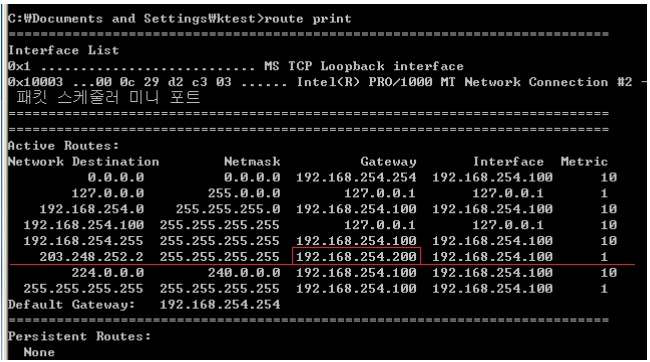 C:₩Documents and Settings₩ktest>route print
===========================================================================
Interface List
0x1 ........................... MS TCP Loopback interface
0x10003 ...00 0c 29 d2 c3 03 ...... Intel(R) PRO/1000 MT Network Connection #2 -
패킷 스케줄러 미니 포트
===========================================================================
===========================================================================
Active Routes:
Network Destination        Netmask          Gateway       Interface  Metric
0.0.0.0          0.0.0.0  192.168.254.254  192.168.254.100      10
127.0.0.0        255.0.0.0        127.0.0.1       127.0.0.1       1
192.168.254.0    255.255.255.0  192.168.254.100  192.168.254.100      10
192.168.254.100  255.255.255.255        127.0.0.1       127.0.0.1      10
192.168.254.255  255.255.255.255  192.168.254.100  192.168.254.100      10
203.248.252.2  255.255.255.255  192.168.254.200  192.168.254.100       1
224.0.0.0        240.0.0.0  192.168.254.100  192.168.254.100      10
255.255.255.255  255.255.255.255  192.168.254.100  192.168.254.100       1
Default Gateway:   192.168.254.254
===========================================================================
Persistent Routes:
None